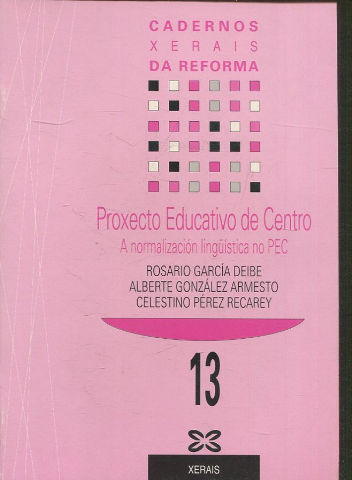 CADERNOS
XERAIS
DA REFORMA
Proxecto Educativo de Centro
A normalización lingüística no PEC
ROSARIO GARCÍA DEIBE
ALBERTE GONZÁLEZ ARMESTO
CELESTINO PÉREZ RECAREY
13
XERAIS